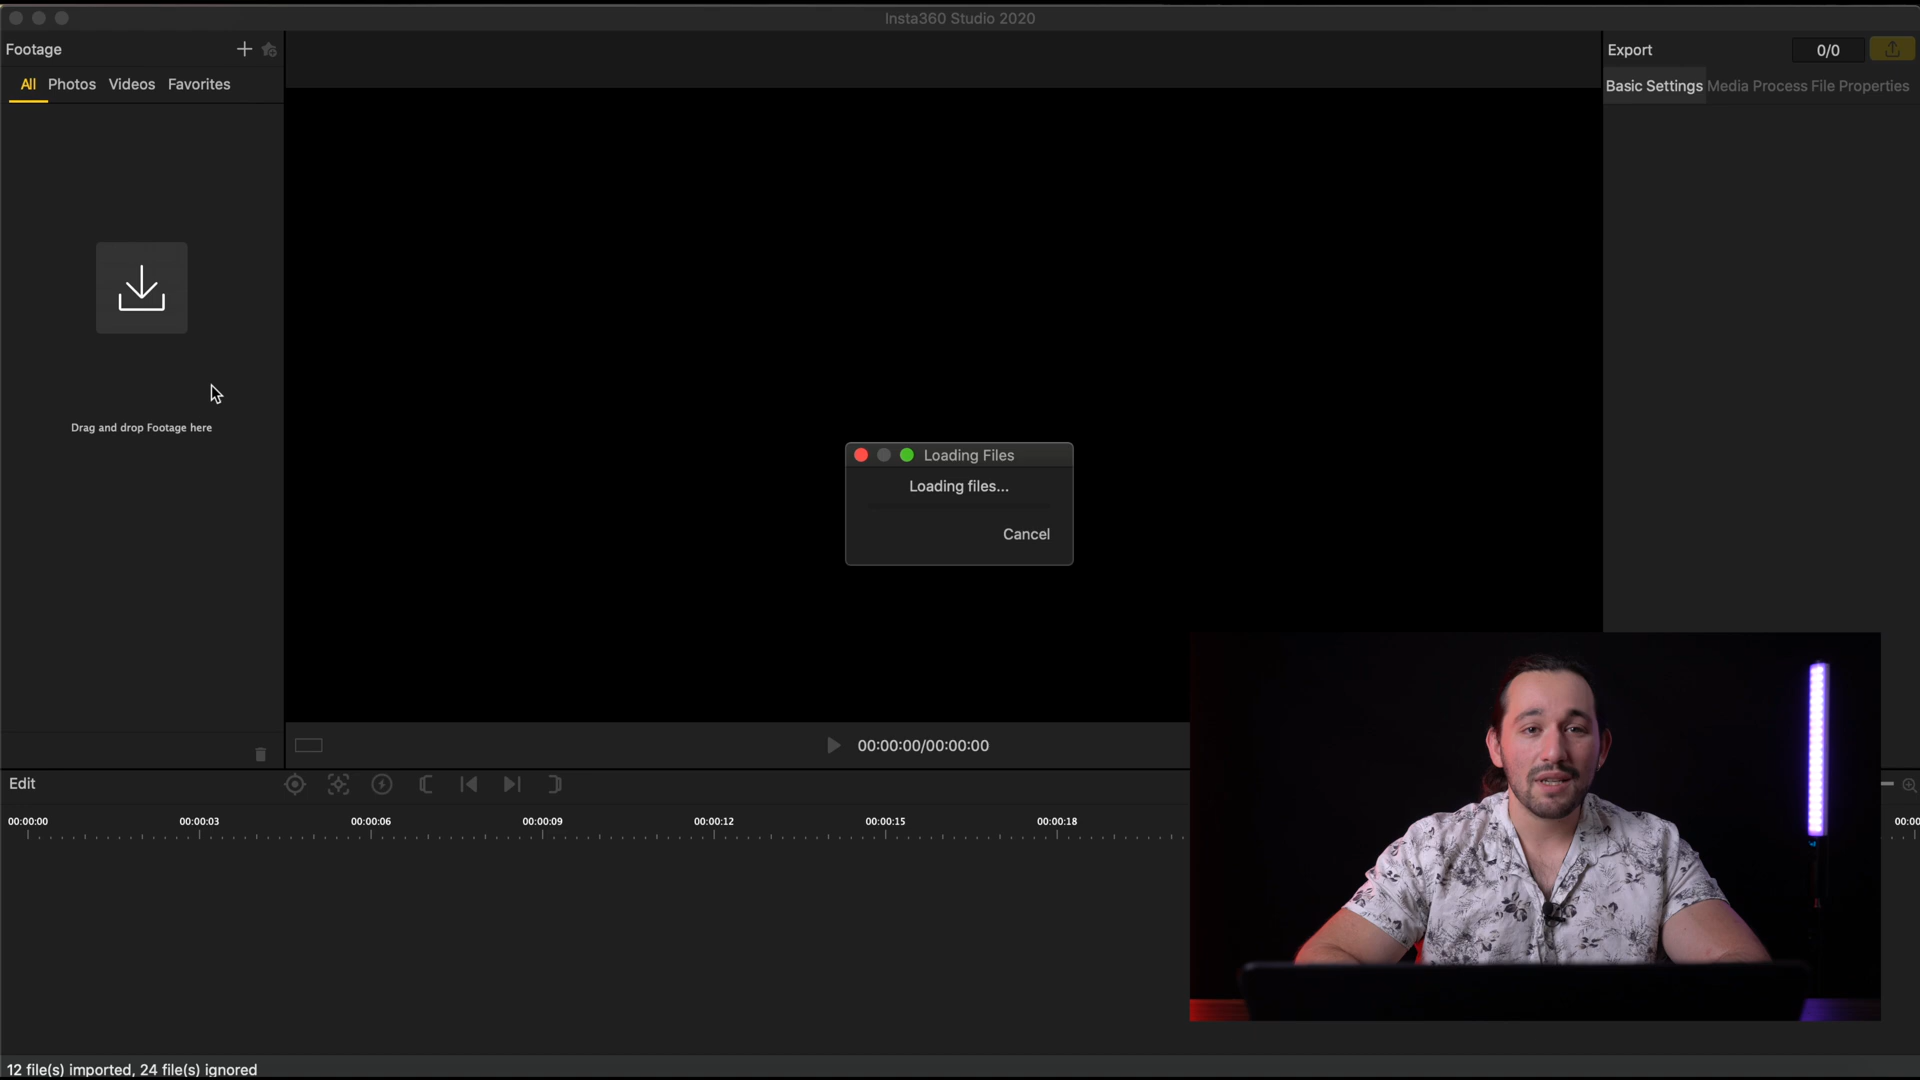 Insta360 Studio 2020
Footage
All Photos Videos Favorites
Drag and drop Footage here
Export 0/0
Basic Settings Media Process File Properties
Loading Files
Loading files...
Cancel
00:00:00/00:00:00
Edit
00:00:00 00:00:03 00:00:06 00:00:09 00:00:12 00:00:15 00:00:18 00:00
12 file(s) imported, 24 file(s) ignored